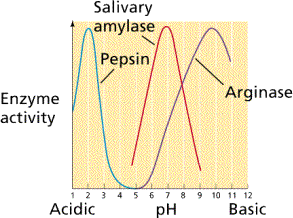 Salivary
amylase
Pepsin
Arginase
Enzyme
activity
1 2 3 4 5 6 7 8 9 10 11 12
Acidic pH Basic